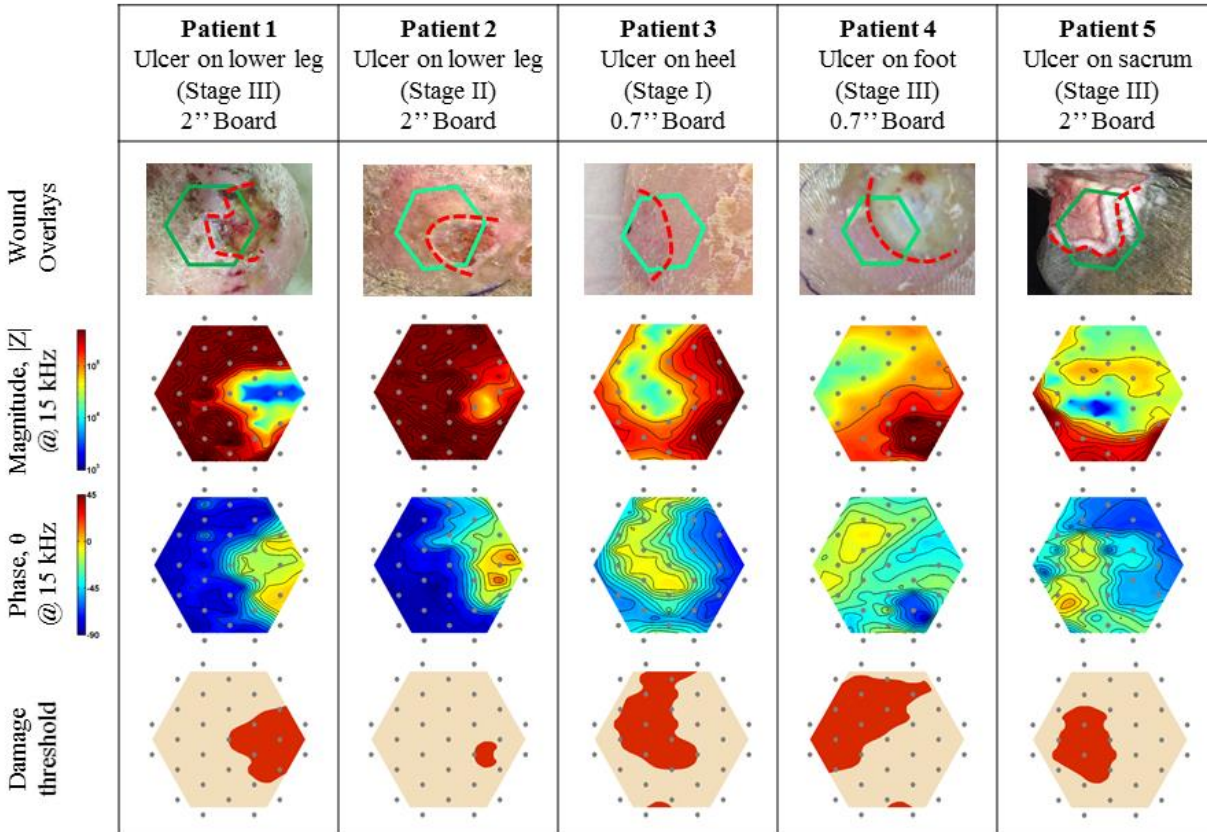 Patient 1
Ulcer on lower leg
(Stage III)
2’’ Board
Patient 2
Ulcer on lower leg
(Stage II)
2’’ Board
Patient 3
Ulcer on heel
(Stage I)
0.7’’ Board
Patient 4
Ulcer on foot
(Stage III)
0.7’’ Board
Patient 5
Ulcer on sacrum
(Stage III)
2’’ Board
Wound
Overlays
Magnitude, |Z|
@ 15 kHz
Phase, θ
@ 15 kHz
45
0
-45
-90
Damage
threshold